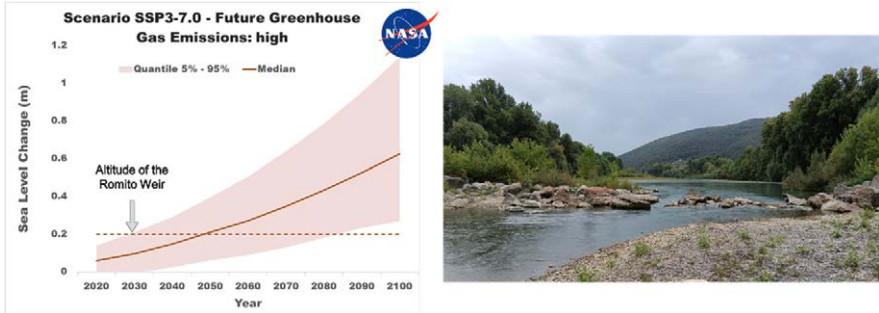 Scenario SSP3-7.0 - Future Greenhouse
Gas Emissions: high
NASA
1.2
1
0.8
0.6
0.4
0.2
0
Quantile 5% - 95%
Median
Altitude of the
Romito Weir
Sea Level Change (m)
2020 2030 2040 2050 2060 2070 2080 2090 2100
Year